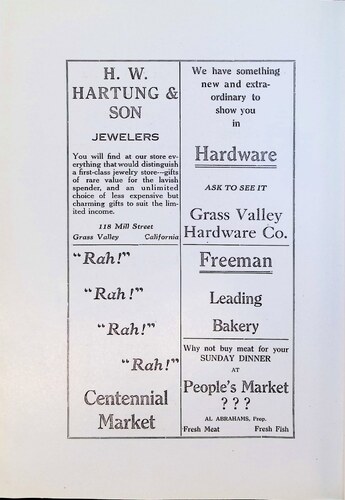 H. W.
HARTUNG &
SON
JEWELERS
You will find at our store ev-
erything that would distinguish
a first-class jewelry store—gifts
of rare value for the lavish
spender, and an unlimited
choice of less expensive but
charming gifts to suit the lim-
ited income.
118 Mill Street
Grass Valley California
"Rah!"
"Rah!"
"Rah!"
"Rah!"
Centennial
Market
We have something
new and extra-
ordinary to
show you
in
Hardware
ASK TO SEE IT
Grass Valley
Hardware Co.
Freeman
Leading
Bakery
Why not buy meat for your
SUNDAY DINNER
AT
People's Market
? ? ?
AL ABRAHAMS, Prop.
Fresh Meat Fresh Fish